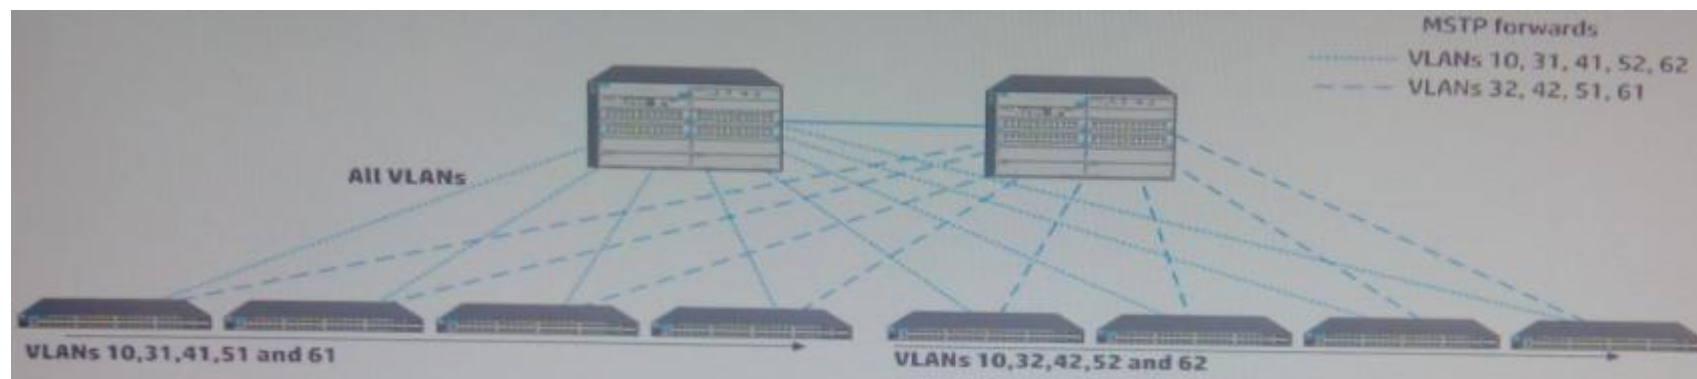 MSTP forwards
VLANs 10, 31, 41, 52, 62
VLANs 32, 42, 51, 61
All VLANs
VLANs 10,31,41,51 and 61
VLANs 10,32,42,52 and 62